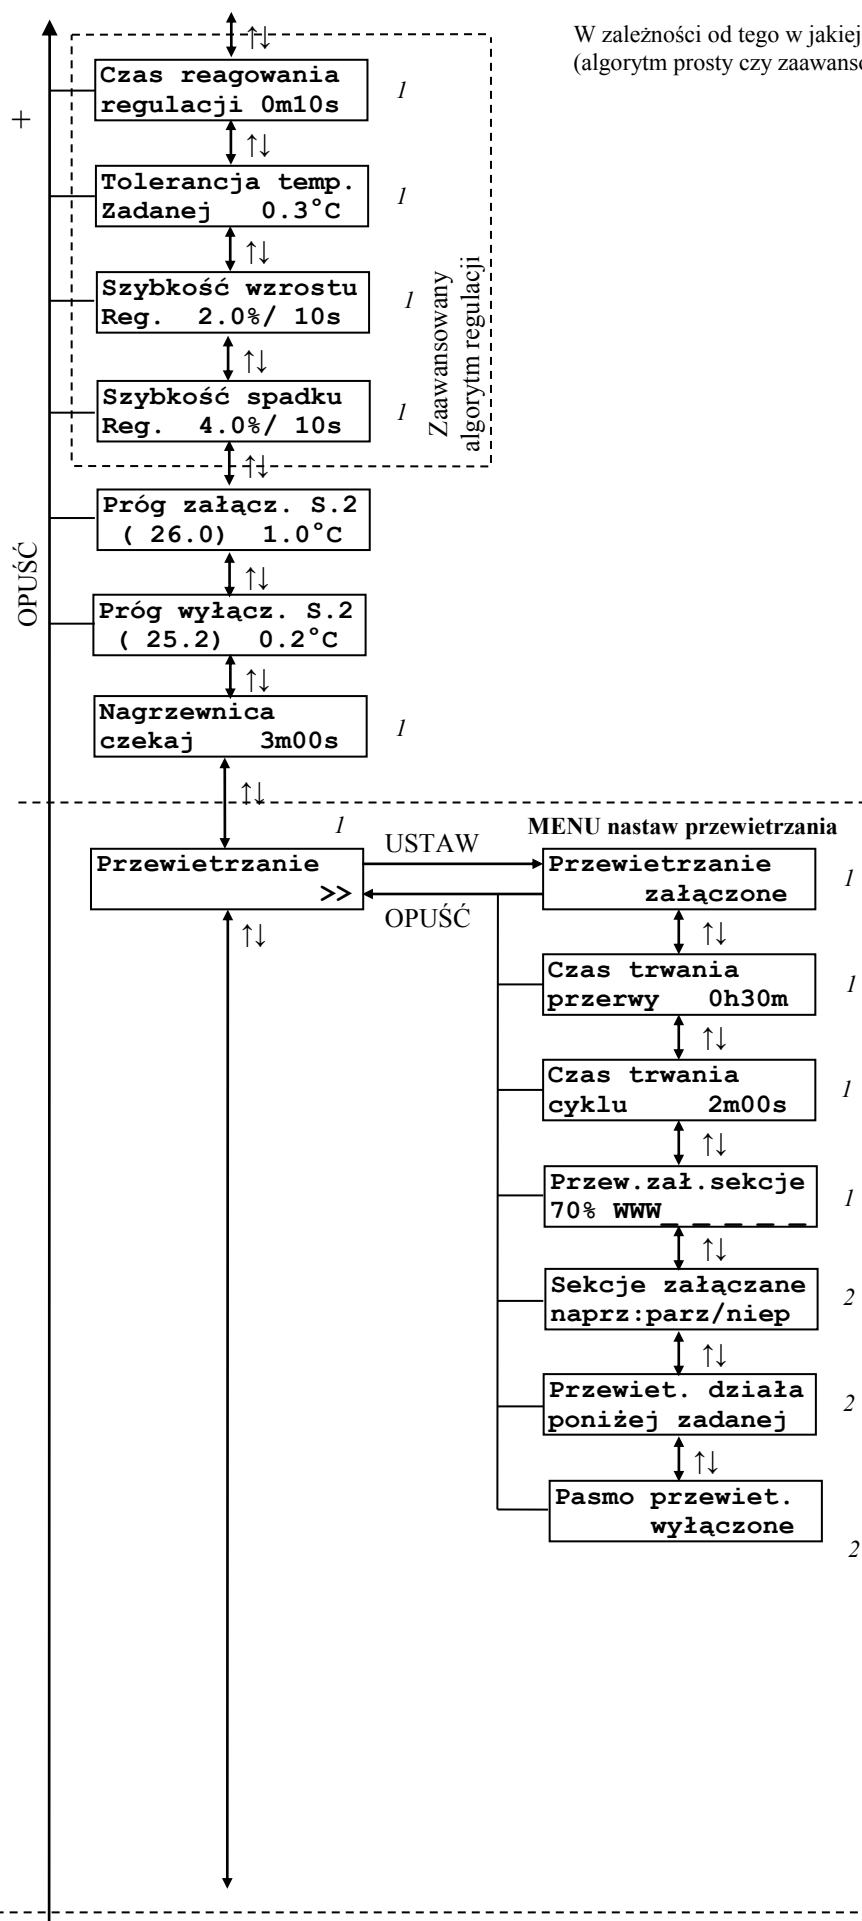 W zależności od tego w jakiej
(algorytm prosty czy zaawanso
↑↓
Czas reagowania
regulacji 0m10s
1
+
↑↓
Tolerancja temp.
Zadanej 0.3°C
1
↑↓
Szybkość wzrostu
Reg. 2.0%/ 10s
1
↑↓
Szybkość spadku
Reg. 4.0%/ 10s
1
Zaawansowany
algorytm regulacji
↑↓
Próg załącz. S.2
( 26.0) 1.0°C
↑↓
OPUŚĆ
Próg wyłącz. S.2
( 25.2) 0.2°C
↑↓
Nagrzewnica
czekaj 3m00s
1
↑↓
1
Przewietrzanie
>>
USTAW
OPUŚĆ
↑↓
MENU nastaw przewietrzania
Przewietrzanie
załączone
1
↑↓
Czas trwania
przerwy 0h30m
1
↑↓
Czas trwania
cyklu 2m00s
1
↑↓
Przew.zał.sekcje
70% WWW_ _ _ _ _
1
↑↓
Sekcje załączane
naprz:parz/niep
2
↑↓
Przewiet. działa
poniżej zadanej
2
↑↓
Pasmo przewiet.
wyłączone
2